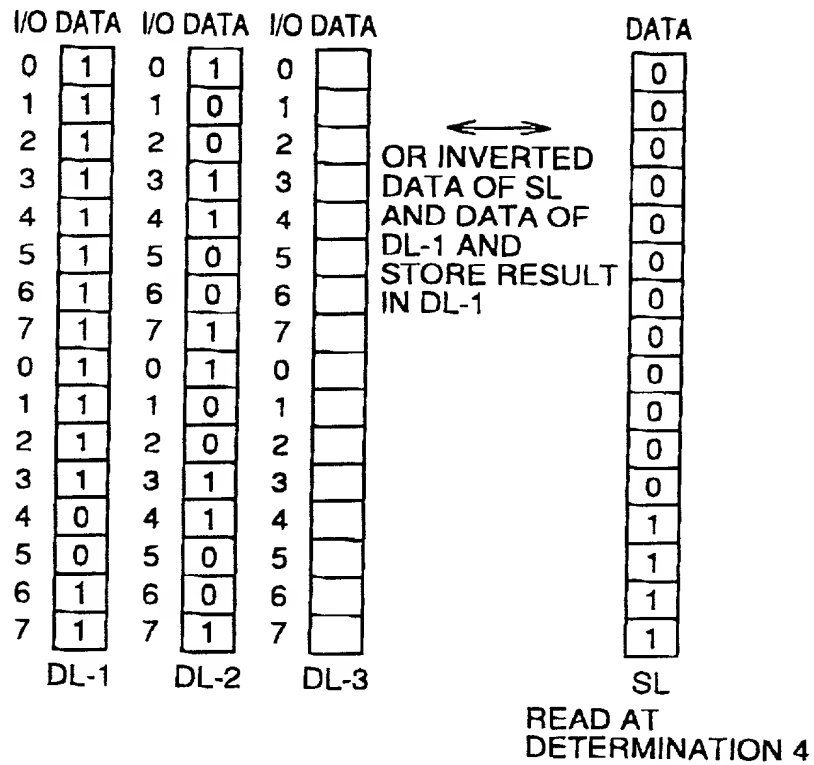 I/O DATA I/O DATA I/O DATA DATA
0 1 0 1 0 0
1 1 1 0 1 0
2 1 2 0 2 0
3 1 3 1 3 0
4 1 4 1 4 0
5 1 5 0 5 0
6 1 6 0 6 0
7 1 7 1 7 0
0 1 0 1 0 0
1 1 1 0 1 0
2 1 2 0 2 0
3 1 3 1 3 0
4 0 4 1 4 1
5 0 5 0 5 1
6 1 6 0 6 1
7 1 7 1 7 1
OR INVERTED
DATA OF SL
AND DATA OF
DL-1 AND
STORE RESULT
IN DL-1
DL-1 DL-2 DL-3 SL
READ AT
DETERMINATION 4